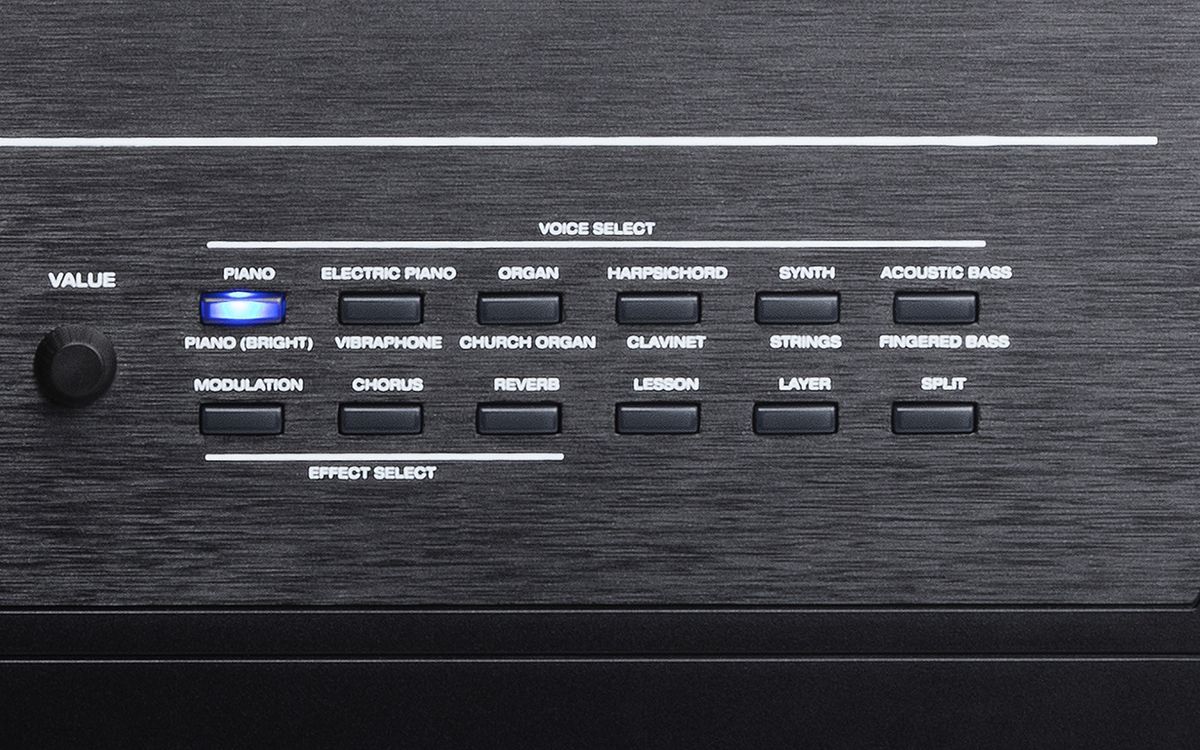 VOICE SELECT
VALUE
PIANO ELECTRIC PIANO ORGAN HARPSICHORD SYNTH ACOUSTIC BASS
PIANO (BRIGHT) VIBRAPHONE CHURCH ORGAN CLAVINET STRINGS FINGERED BASS
MODULATION CHORUS REVERB LESSON LAYER SPLIT
EFFECT SELECT